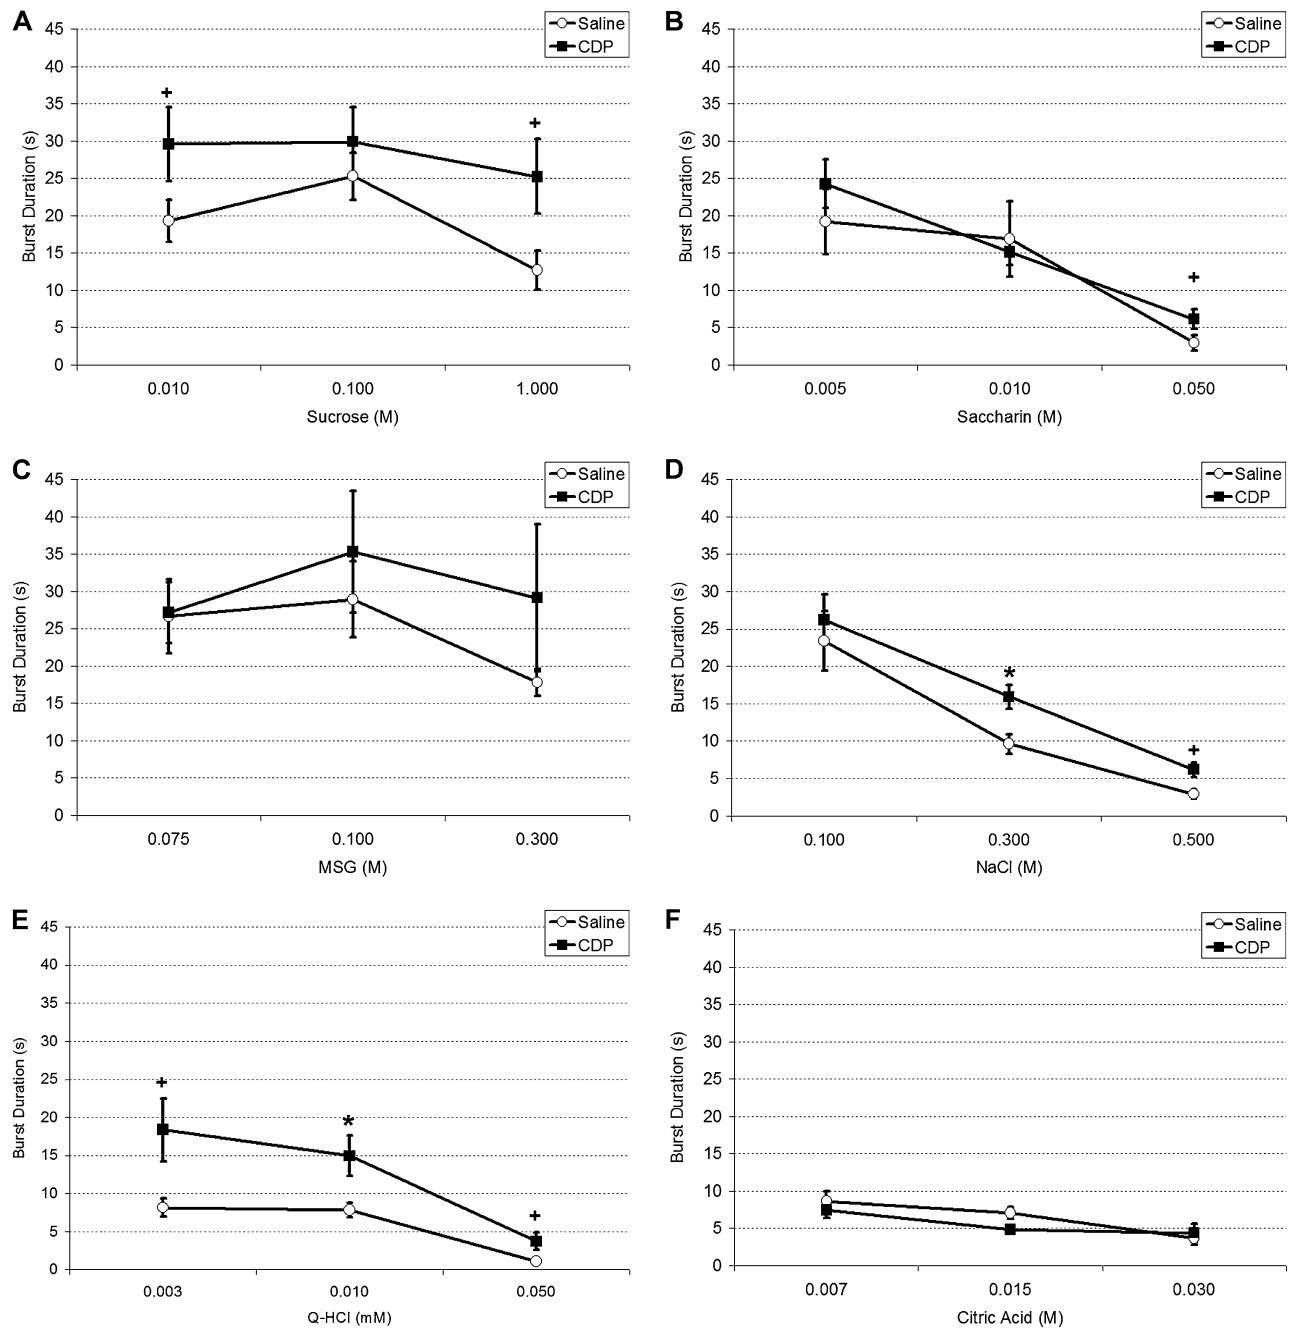 A
Saline
CDP
45
40
35
30
25
20
15
10
5
0
Burst Duration (s)
+
+
0.010 0.100 1.000
Sucrose (M)
B
Saline
CDP
45
40
35
30
25
20
15
10
5
0
Burst Duration (s)
+
0.005 0.010 0.050
Saccharin (M)
C
Saline
CDP
45
40
35
30
25
20
15
10
5
0
Burst Duration (s)
0.075 0.100 0.300
MSG (M)
D
Saline
CDP
45
40
35
30
25
20
15
10
5
0
Burst Duration (s)
*
+
0.100 0.300 0.500
NaCl (M)
E
Saline
CDP
45
40
35
30
25
20
15
10
5
0
Burst Duration (s)
+
*
+
0.003 0.010 0.050
Q-HCl (mM)
F
Saline
CDP
45
40
35
30
25
20
15
10
5
0
Burst Duration (s)
0.007 0.015 0.030
Citric Acid (M)